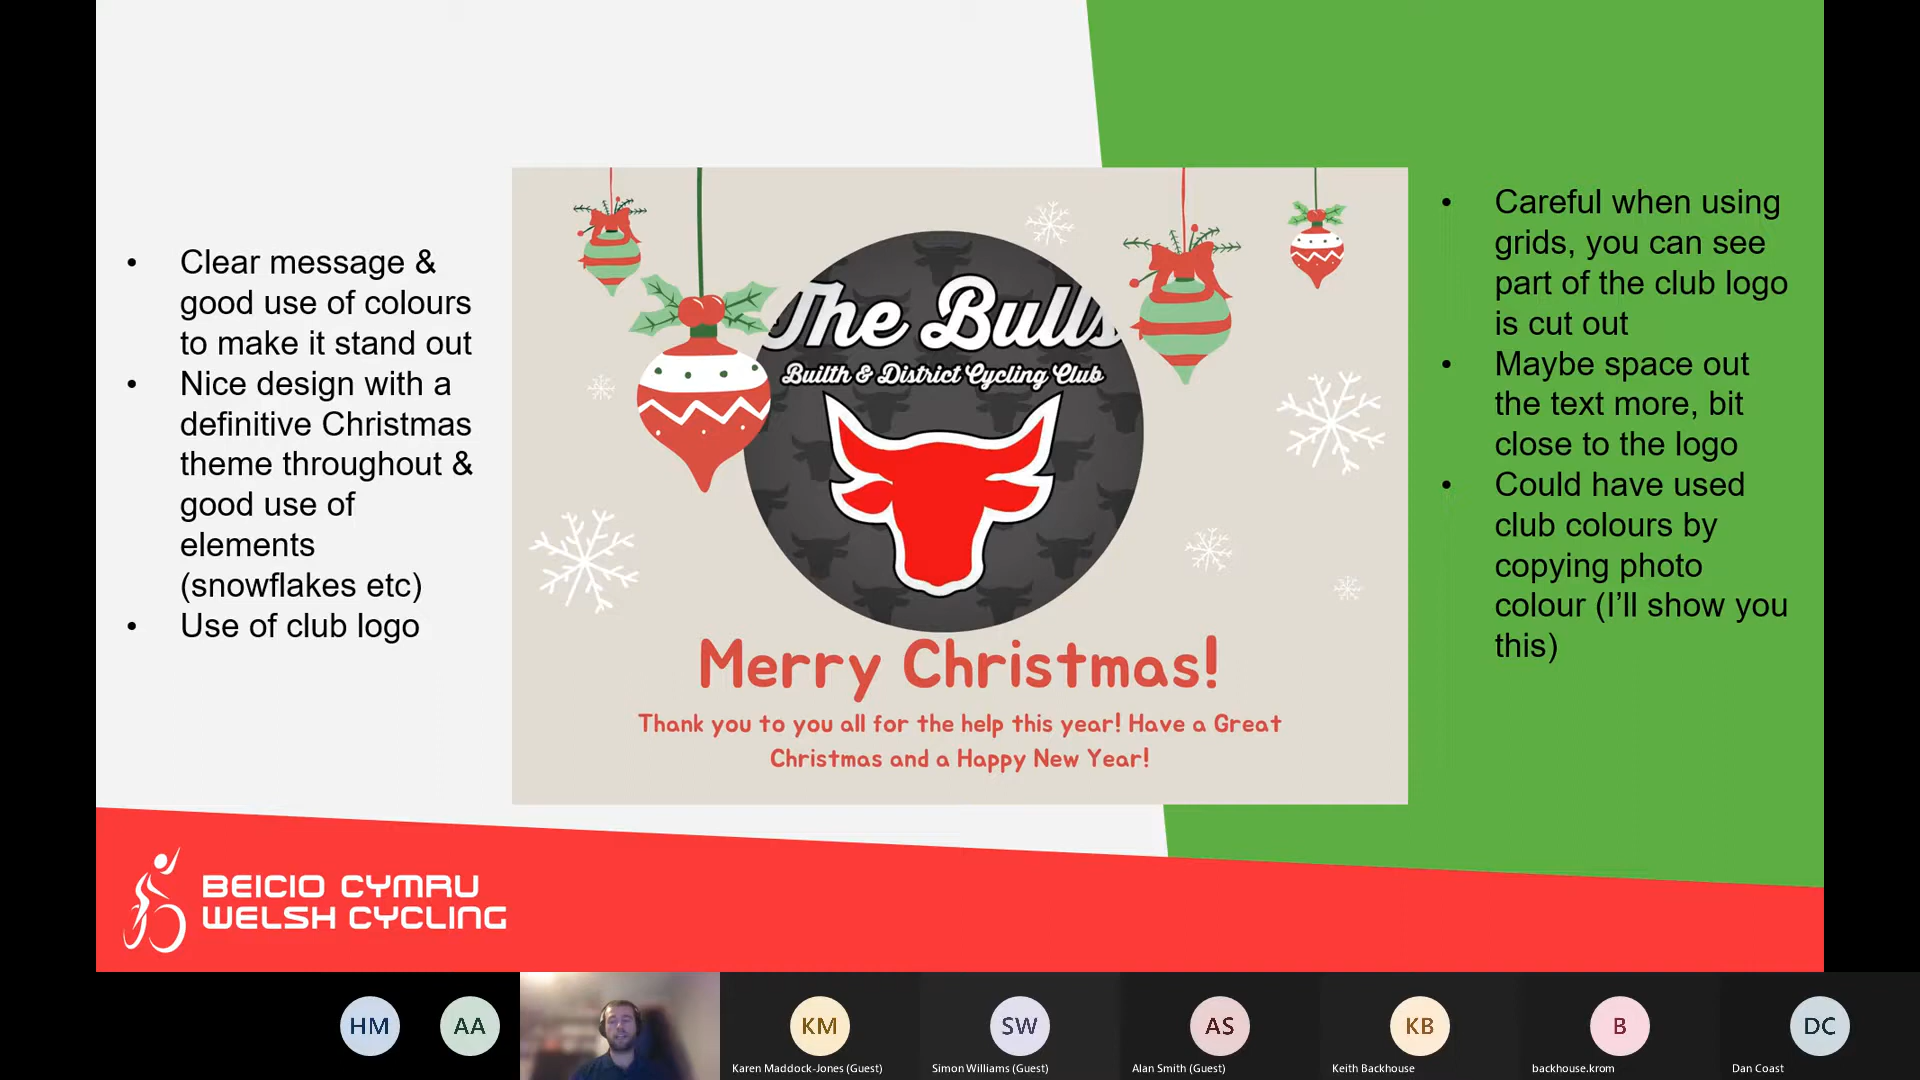 • Clear message &
good use of colours
to make it stand out
• Nice design with a
definitive Christmas
theme throughout &
good use of
elements
(snowflakes etc)
• Use of club logo
The Bulls
Builth & District Cycling Club
Merry Christmas!
Thank you to you all for the help this year! Have a Great
Christmas and a Happy New Year!
• Careful when using
grids, you can see
part of the club logo
is cut out
• Maybe space out
the text more, bit
close to the logo
• Could have used
club colours by
copying photo
colour (I’ll show you
this)
BEICIO CYMRU
WELSH CYCLING
HM
AA
KM
Karen Maddock-Jones (Guest)
SW
Simon Williams (Guest)
AS
Alan Smith (Guest)
KB
Keith Backhouse
B
backhouse.krom
DC
Dan Coast